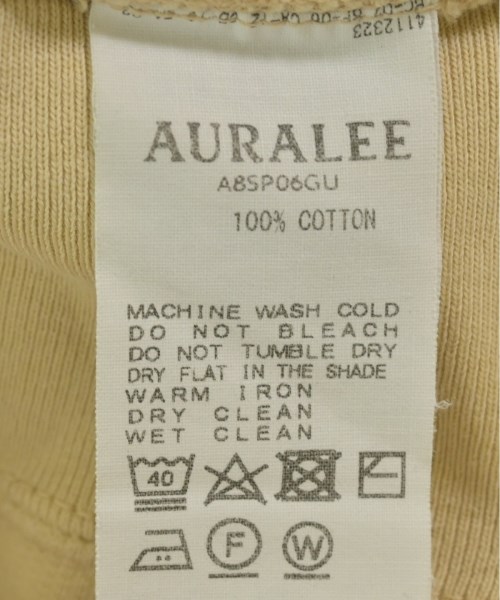 4112323
AURALEE
A8SP06GU
100% COTTON
MACHINE WASH COLD
DO NOT BLEACH
DO NOT TUMBLE DRY
DRY FLAT IN THE SHADE
WARM IRON
DRY CLEAN
WET CLEAN
40
F W